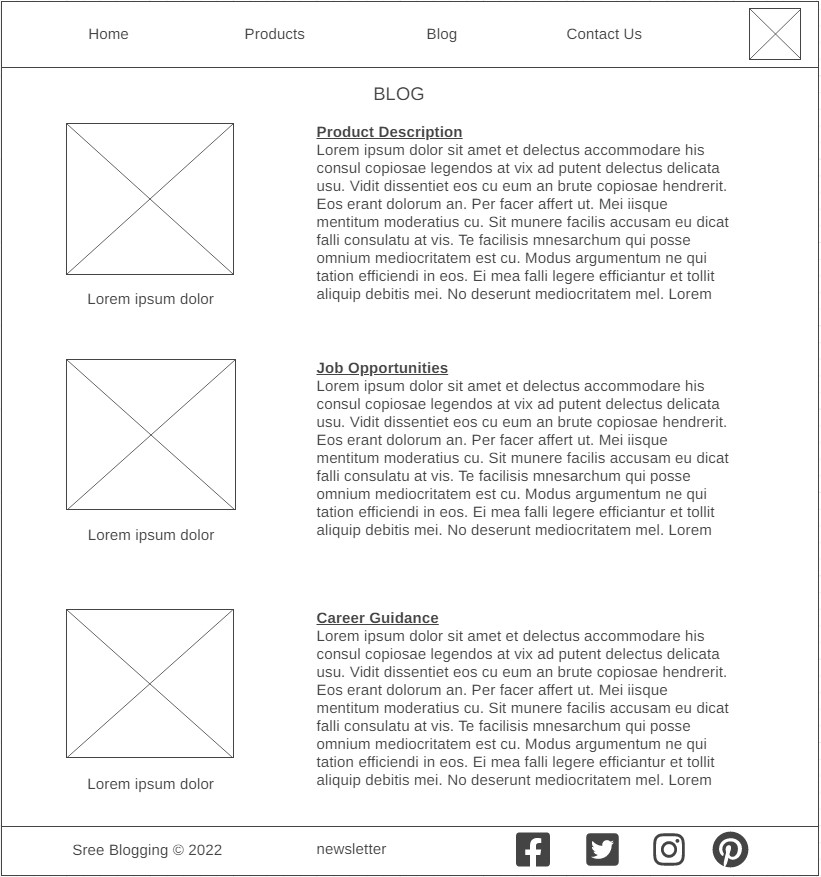 Home Products Blog Contact Us
BLOG
Product Description
Lorem ipsum dolor sit amet et delectus accommodare his
consul copiosae legendos at vix ad putent delectus delicata
usu. Vidit dissentiet eos cu eum an brute copiosae hendrerit.
Eos erant dolorum an. Per facer affert ut. Mei iisque
mentitum moderatius cu. Sit munere facilis accusam eu dicat
falli consulatu at vis. Te facilisis mnesarchum qui posse
omnium mediocritatem est cu. Modus argumentum ne qui
tation efficiendi in eos. Ei mea falli legere efficiantur et tollit
aliquip debitis mei. No deserunt mediocritatem mel. Lorem
Lorem ipsum dolor
Job Opportunities
Lorem ipsum dolor sit amet et delectus accommodare his
consul copiosae legendos at vix ad putent delectus delicata
usu. Vidit dissentiet eos cu eum an brute copiosae hendrerit.
Eos erant dolorum an. Per facer affert ut. Mei iisque
mentitum moderatius cu. Sit munere facilis accusam eu dicat
falli consulatu at vis. Te facilisis mnesarchum qui posse
omnium mediocritatem est cu. Modus argumentum ne qui
tation efficiendi in eos. Ei mea falli legere efficiantur et tollit
aliquip debitis mei. No deserunt mediocritatem mel. Lorem
Lorem ipsum dolor
Career Guidance
Lorem ipsum dolor sit amet et delectus accommodare his
consul copiosae legendos at vix ad putent delectus delicata
usu. Vidit dissentiet eos cu eum an brute copiosae hendrerit.
Eos erant dolorum an. Per facer affert ut. Mei iisque
mentitum moderatius cu. Sit munere facilis accusam eu dicat
falli consulatu at vis. Te facilisis mnesarchum qui posse
omnium mediocritatem est cu. Modus argumentum ne qui
tation efficiendi in eos. Ei mea falli legere efficiantur et tollit
aliquip debitis mei. No deserunt mediocritatem mel. Lorem
Lorem ipsum dolor
Sree Blogging © 2022 newsletter